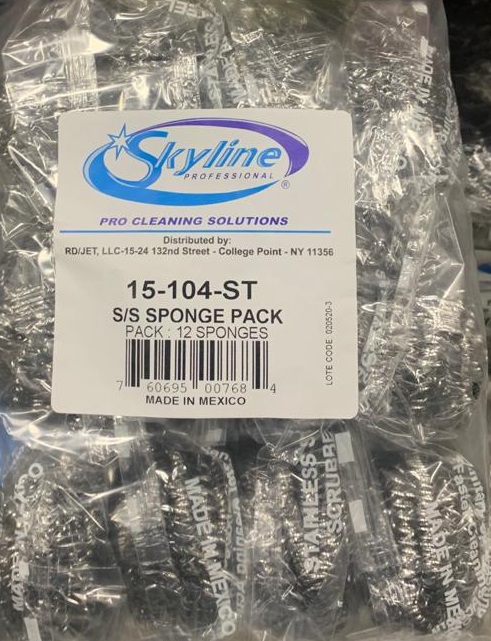 Skyline
PROFESSIONAL
®
PRO CLEANING SOLUTIONS
Distributed by:
RD/JET, LLC-15-24 132nd Street - College Point - NY 11356
15-104-ST
S/S SPONGE PACK
PACK : 12 SPONGES
7 60695 00768 4
MADE IN MEXICO
LOTE CODE 020520-3
STAINLESS
SCRUBBE
MADE IN MEXICO
MADE IN ME